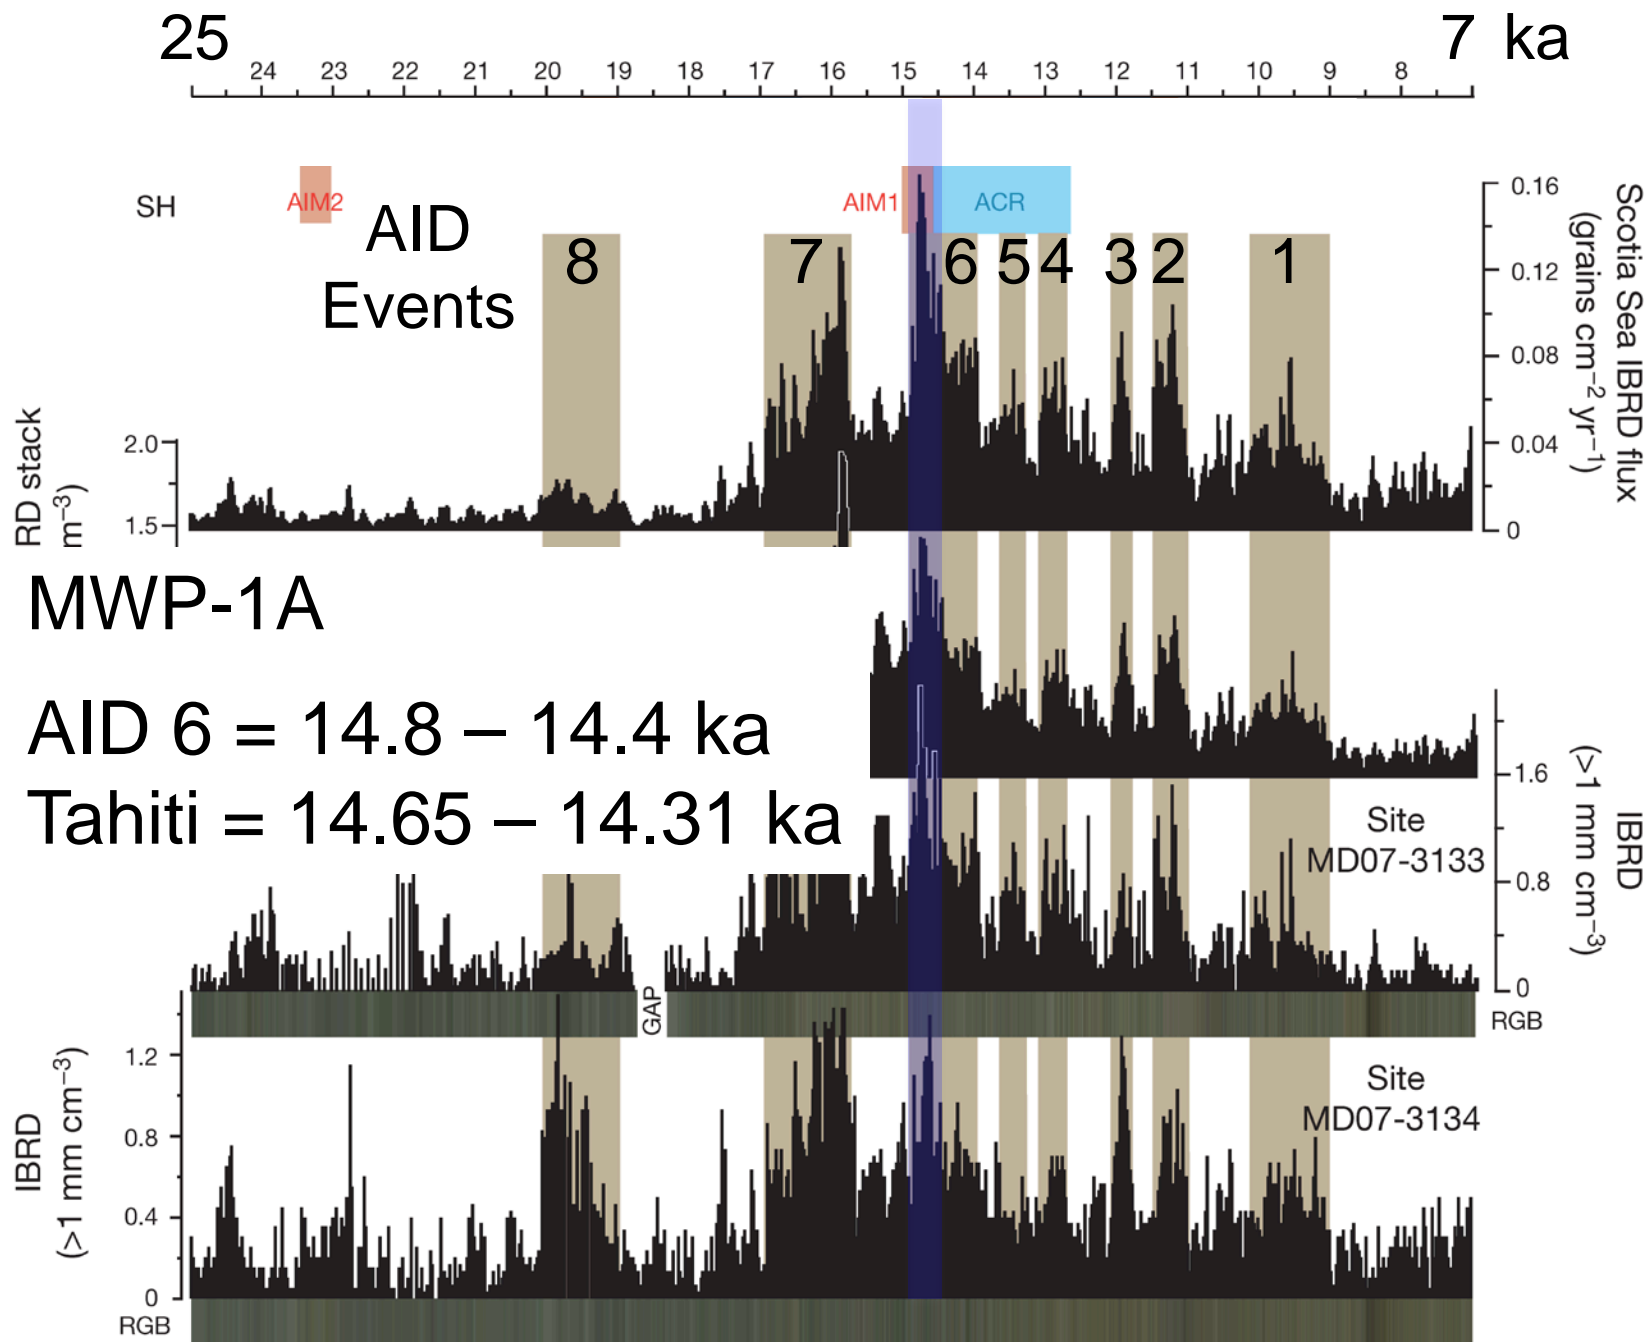 25
7 ka
24 23 22 21 20 19 18 17 16 15 14 13 12 11 10 9 8
SH
AIM2
AIM1
ACR
AID
Events
8 7 6 5 4 3 2 1
0.16
0.12
0.08
0.04
0
Scotia Sea IBRD flux
(grains cm⁻² yr⁻¹)
RD stack
m⁻³)
2.0
1.5
MWP-1A
AID 6 = 14.8 – 14.4 ka
Tahiti = 14.65 – 14.31 ka
1.6
0.8
0
IBRD
(>1 mm cm⁻³)
Site
MD07-3133
GAP
RGB
IBRD
(>1 mm cm⁻³)
1.2
0.8
0.4
0
Site
MD07-3134
RGB